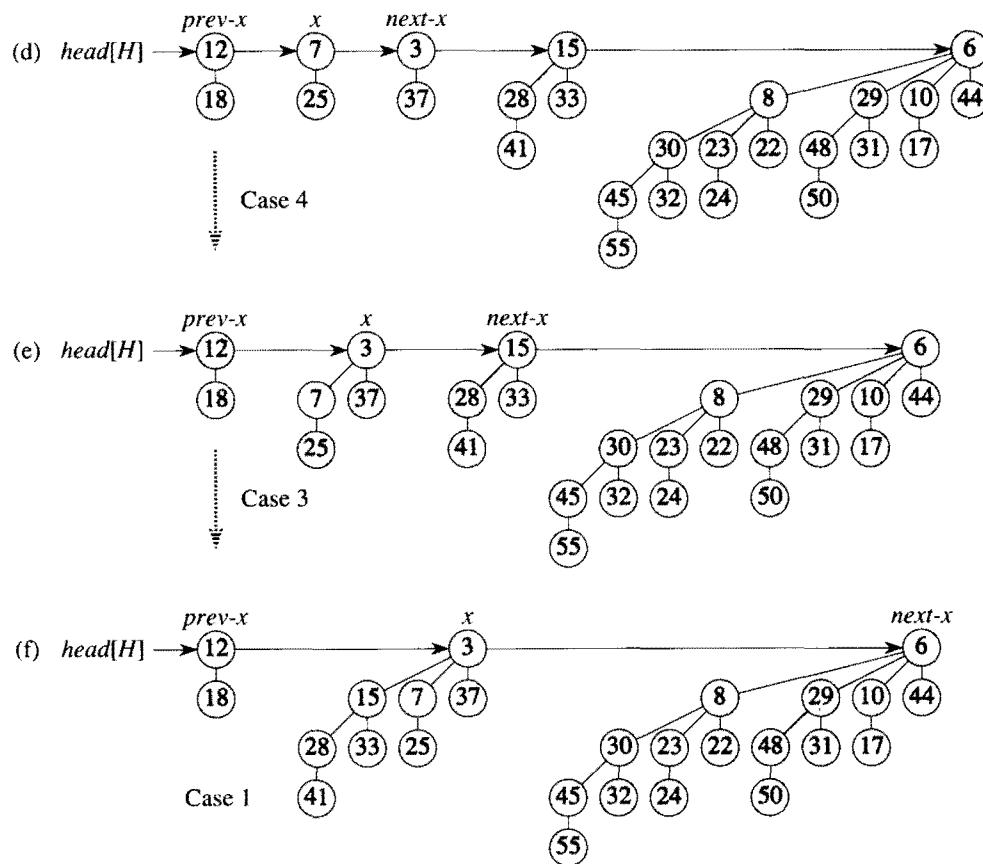 prev-x x next-x
(d) head[H] 12 7 3 15 6
18 25 37 28 33 8 29 10 44
41 30 23 22 48 31 17
Case 4 45 32 24 50
55
prev-x x next-x
(e) head[H] 12 3 15 6
18 7 37 28 33 8 29 10 44
25 41 30 23 22 48 31 17
Case 3 45 32 24 50
55
prev-x x next-x
(f) head[H] 12 3 6
18 15 7 37 8 29 10 44
28 33 25 30 23 22 48 31 17
Case 1 41 45 32 24 50
55